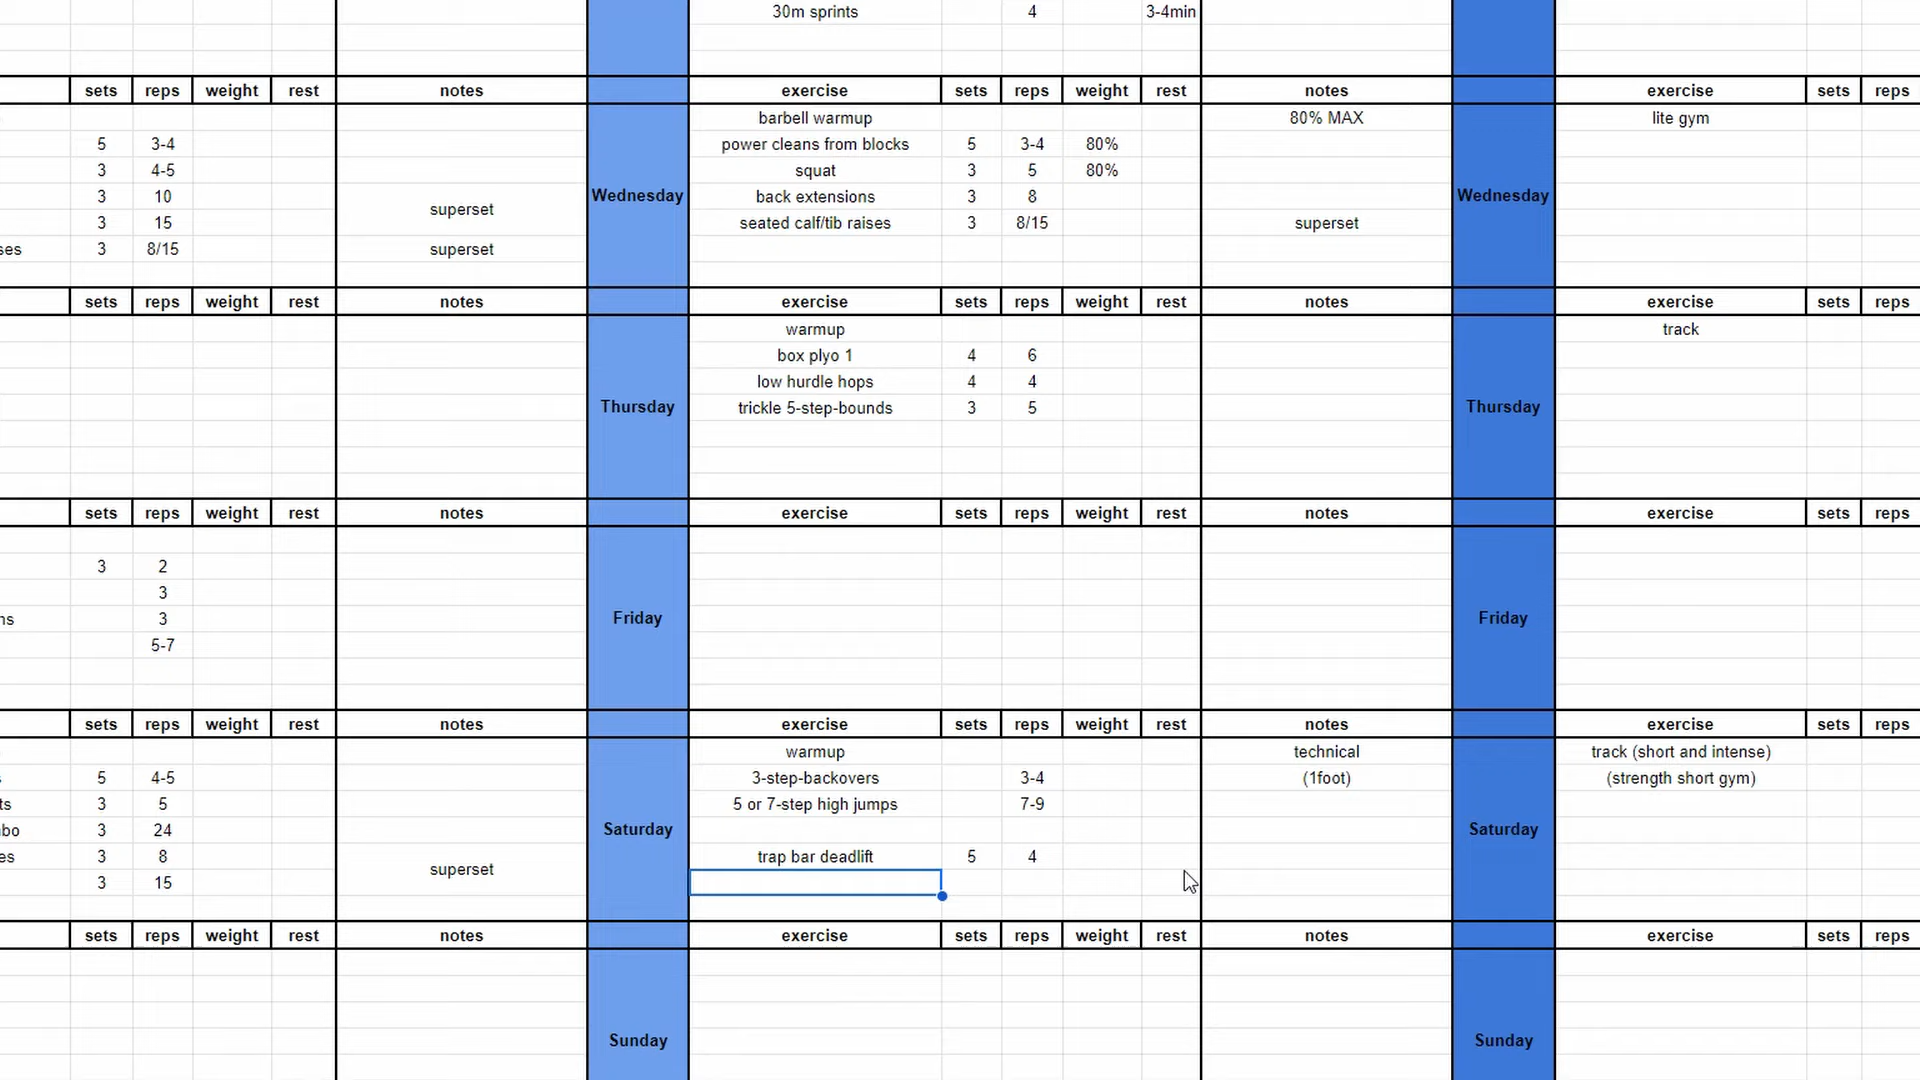 30m sprints 4 3-4min
sets reps weight rest notes exercise sets reps weight rest notes exercise sets reps
barbell warmup 80% MAX lite gym
5 3-4 power cleans from blocks 5 3-4 80%
3 4-5 squat 3 5 80%
Wednesday Wednesday
3 10 back extensions 3 8
superset
3 15 seated calf/tib raises 3 8/15 superset
ses 3 8/15 superset
sets reps weight rest notes exercise sets reps weight rest notes exercise sets reps
warmup track
box plyo 1 4 6
low hurdle hops 4 4
Thursday trickle 5-step-bounds 3 5 Thursday
sets reps weight rest notes exercise sets reps weight rest notes exercise sets reps
3 2
3
ns 3 Friday Friday
5-7
sets reps weight rest notes exercise sets reps weight rest notes exercise sets reps
warmup technical track (short and intense)
5 4-5 3-step-backovers 3-4 (1foot) (strength short gym)
ts 3 5 5 or 7-step high jumps 7-9
nbo 3 24 Saturday Saturday
es 3 8 trap bar deadlift 5 4
superset
3 15
sets reps weight rest notes exercise sets reps weight rest notes exercise sets reps
Sunday Sunday